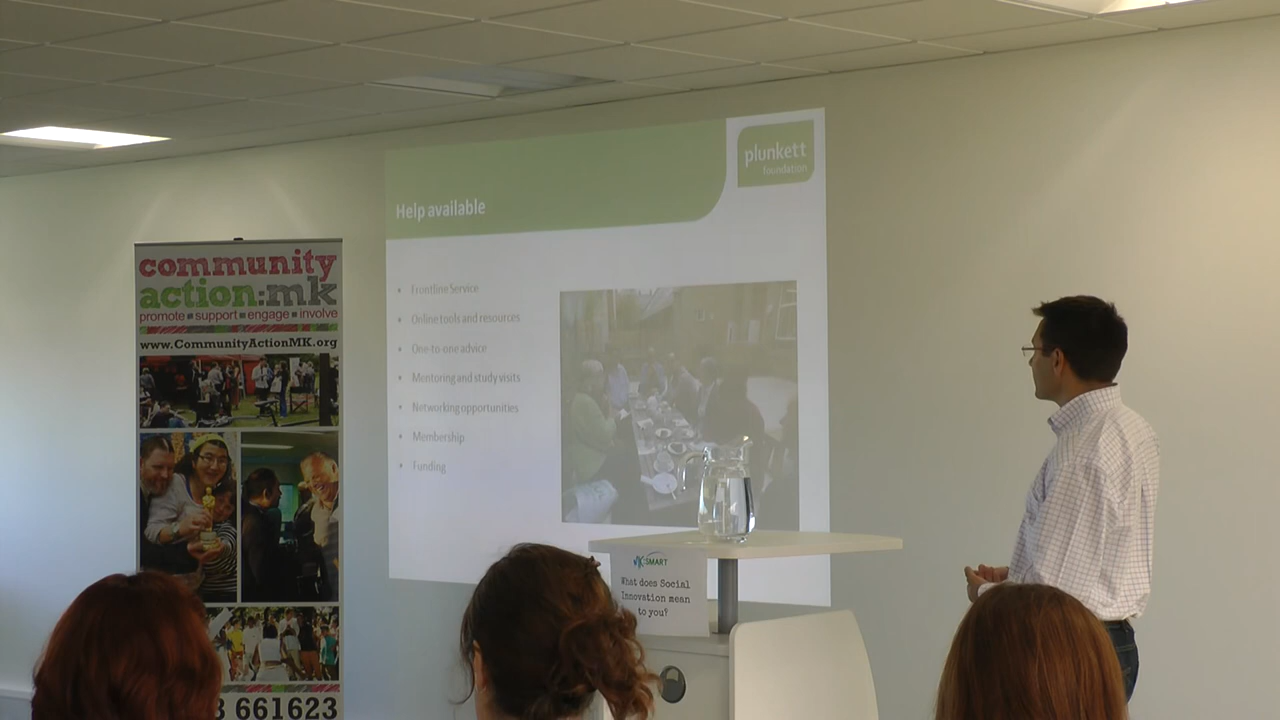 community
action:mk
promote ■ support ■ engage ■ involve
www.CommunityActionMK.org
3 661623
plunkett
foundation
Help available
• Frontline Service
• Online tools and resources
• One-to-one advice
• Mentoring and study visits
• Networking opportunities
• Membership
• Funding
SMART
What does Social
Innovation mean
to you?